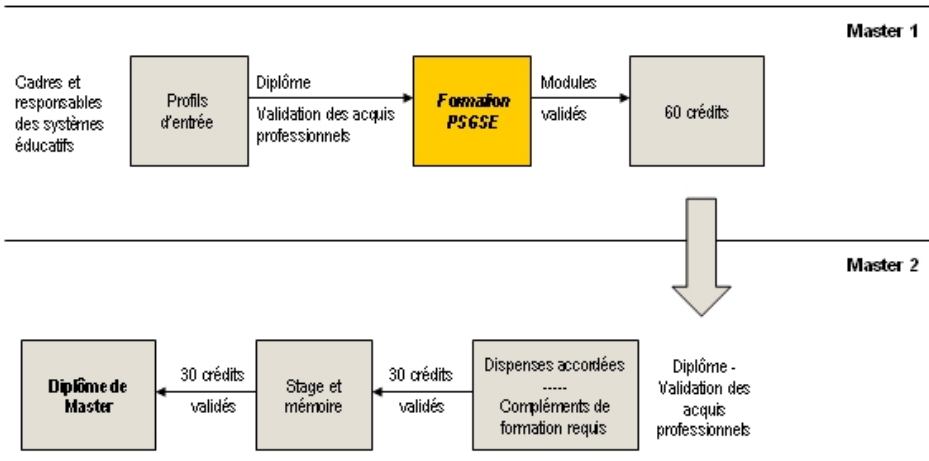 Master 1
Cadres et
responsables
des systèmes
éducatifs
Profils
d'entrée
Diplôme
Validation des acquis
professionnels
Formation
PSGSE
Modules
validés
60 crédits
Master 2
Diplôme -
Validation des
acquis
professionnels
Dispenses accordées
-----
Compléments de
formation requis
30 crédits
validés
Stage et
mémoire
30 crédits
validés
Diplôme de
Master